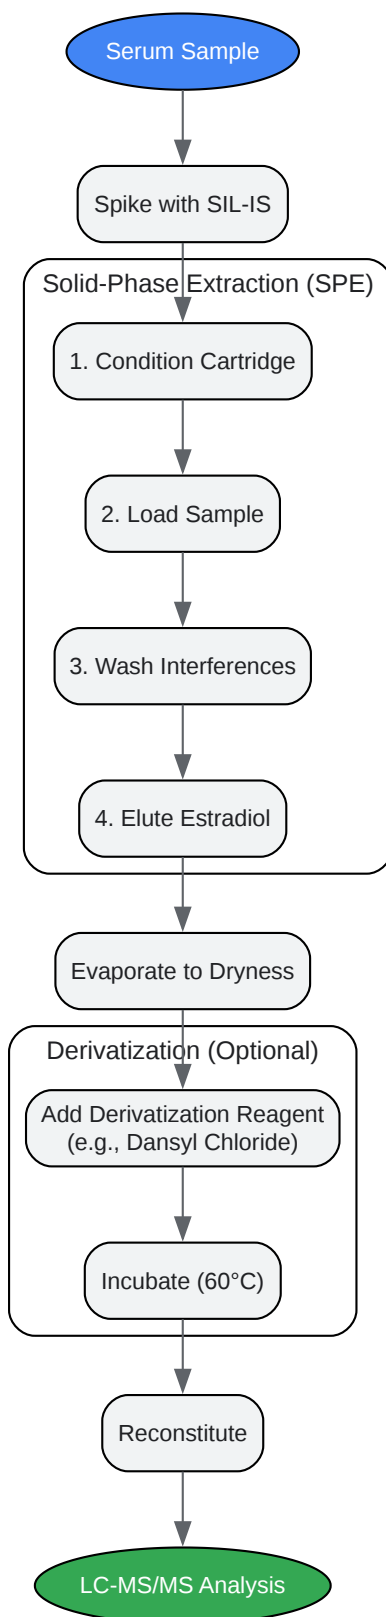 Serum Sample
Spike with SIL-IS
Solid-Phase Extraction (SPE)
1. Condition Cartridge
2. Load Sample
3. Wash Interferences
4. Elute Estradiol
Evaporate to Dryness
Derivatization (Optional)
Add Derivatization Reagent
(e.g., Dansyl Chloride)
Incubate (60°C)
Reconstitute
LC-MS/MS Analysis